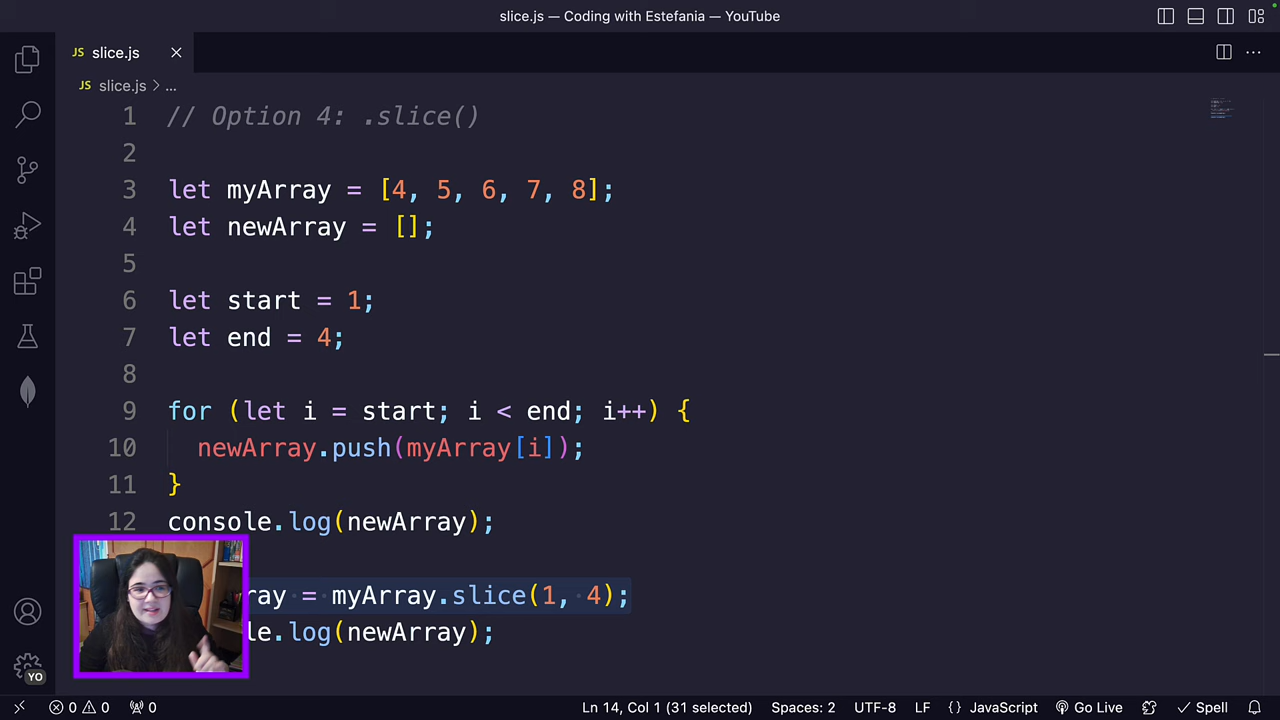 slice.js — Coding with Estefania — YouTube
JS slice.js ×
JS slice.js > ...
1 // Option 4: .slice()
2
3 let myArray = [4, 5, 6, 7, 8];
4 let newArray = [];
5
6 let start = 1;
7 let end = 4;
8
9 for (let i = start; i < end; i++) {
10 newArray.push(myArray[i]);
11 }
12 console.log(newArray);
ray = myArray.slice(1, 4);
le.log(newArray);
YO
0 0 0 Ln 14, Col 1 (31 selected) Spaces: 2 UTF-8 LF {} JavaScript Go Live Spell